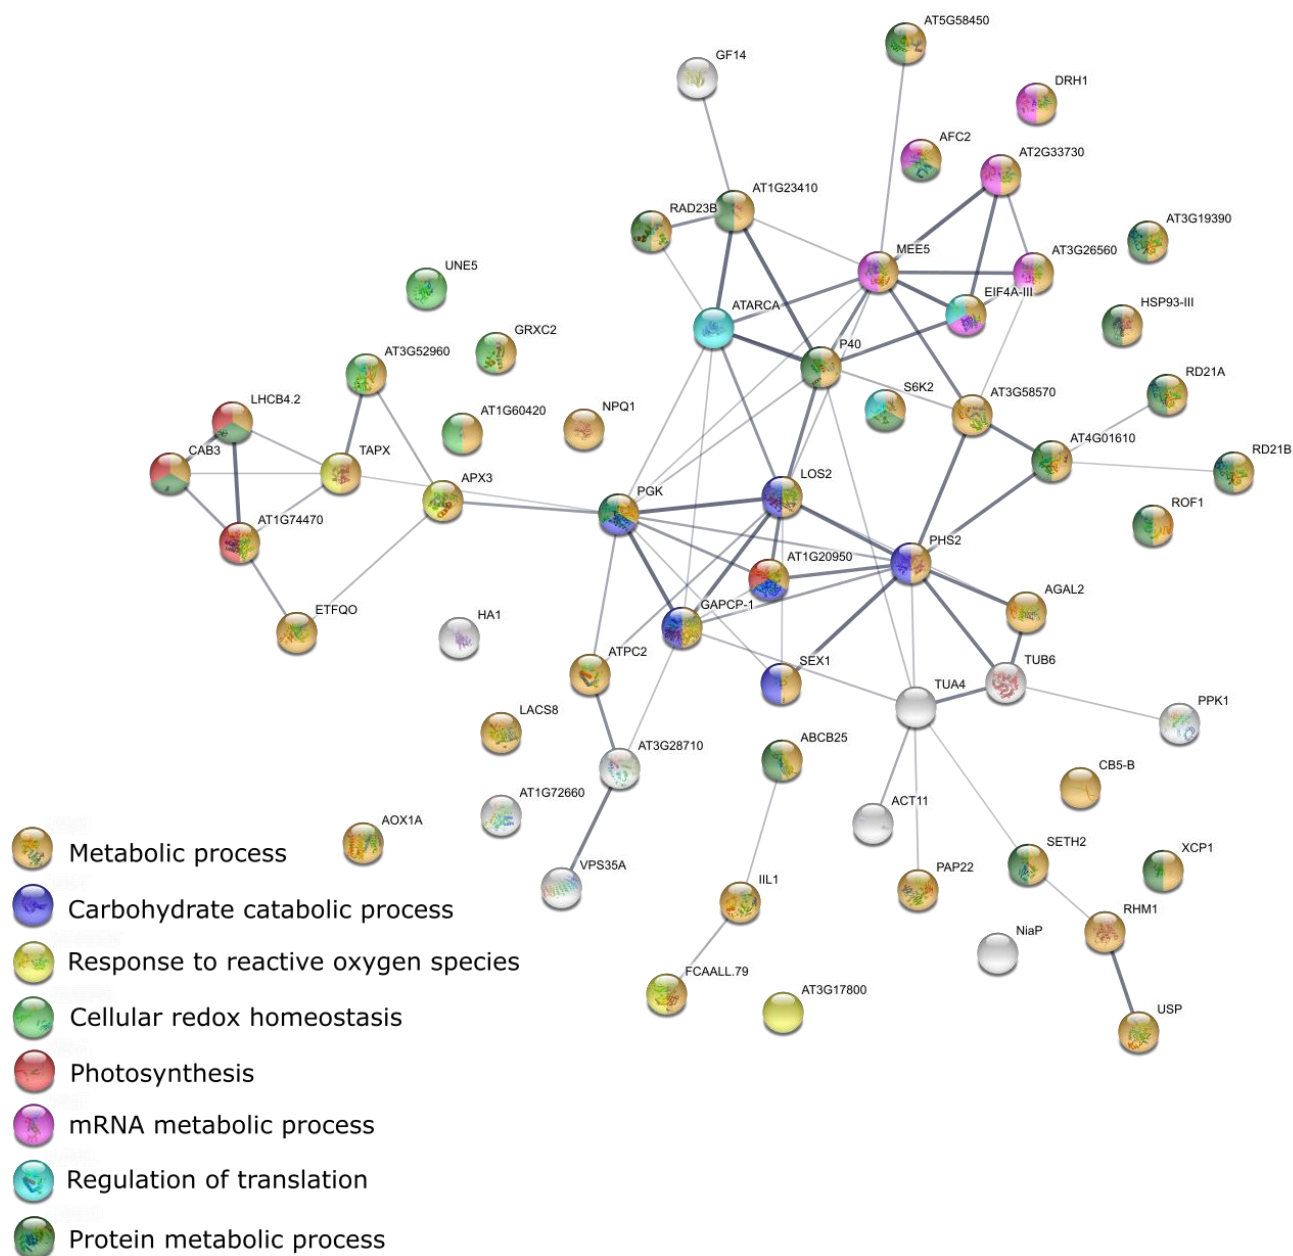 AT5G58450
GF14
DRH1
AFC2
AT2G33730
AT1G23410
RAD23B
AT3G19390
MEE5
AT3G26560
UNE5
EIF4A-III
ATARCA
HSP93-III
GRXC2
P40
AT3G52960
S6K2
AT3G58570
RD21A
LHCB4.2
AT1G60420
NPQ1
AT4G01610
CAB3
TAPX
RD21B
LOS2
APX3
PGK
ROF1
AT1G74470
PHS2
AT1G20950
ETFQO
GAPCP-1
AGAL2
HA1
ATPC2
SEX1
TUB6
TUA4
PPK1
LACS8
AT3G28710
ABCB25
CB5-B
AT1G72660
ACT11
AOX1A
SETH2
XCP1
Metabolic process
VPS35A
PAP22
IIL1
Carbohydrate catabolic process
RHM1
NiaP
Response to reactive oxygen species
FCAALL.79
AT3G17800
USP
Cellular redox homeostasis
Photosynthesis
mRNA metabolic process
Regulation of translation
Protein metabolic process